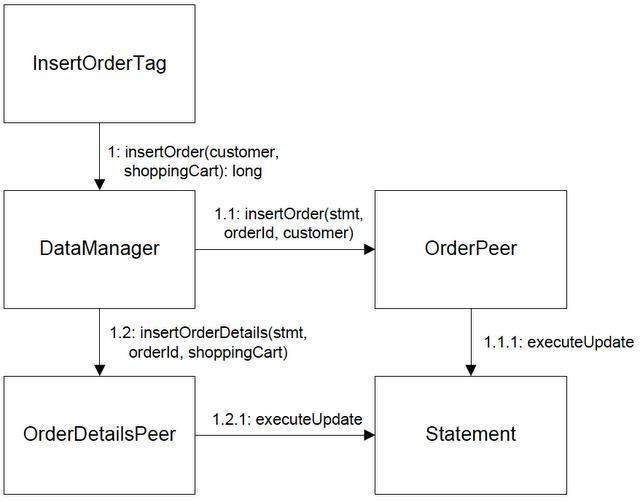 InsertOrderTag
1: insertOrder(customer,
shoppingCart): long
1.1: insertOrder(stmt,
orderId, customer)
DataManager
OrderPeer
1.2: insertOrderDetails(stmt,
orderId, shoppingCart)
1.1.1: executeUpdate
1.2.1: executeUpdate
OrderDetailsPeer
Statement